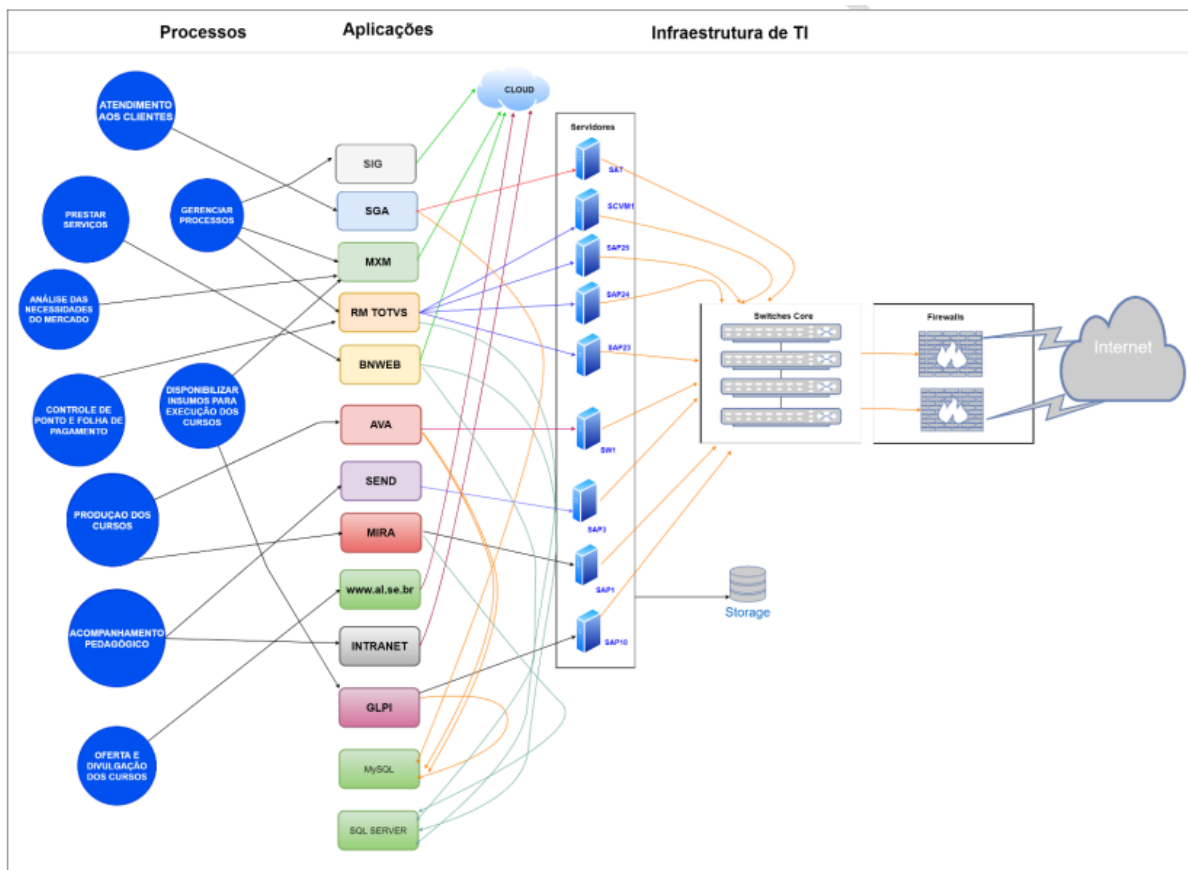 Processos
Aplicações
Infraestrutura de TI
ATENDIMENTO
AOS CLIENTES
PRESTAR
SERVIÇOS
GERENCIAR
PROCESSOS
ANÁLISE DAS
NECESSIDADES
DO MERCADO
CONTROLE DE
PONTO E FOLHA DE
PAGAMENTO
DISPONIBILIZAR
INSUMOS PARA
EXECUÇÃO DOS
CURSOS
PRODUÇAO DOS
CURSOS
ACOMPANHAMENTO
PEDAGÓGICO
OFERTA E
DIVULGAÇÃO
DOS CURSOS
SIG
SGA
MXM
RM TOTVS
BNWEB
AVA
SEND
MIRA
www.al.se.br
INTRANET
GLPI
MySQL
SQL SERVER
CLOUD
Servidores
SA7
SCVM1
SAP25
SAP24
SAP23
SW1
SAP3
SAP1
SAP10
Switches Core
Firewalls
Internet
Storage